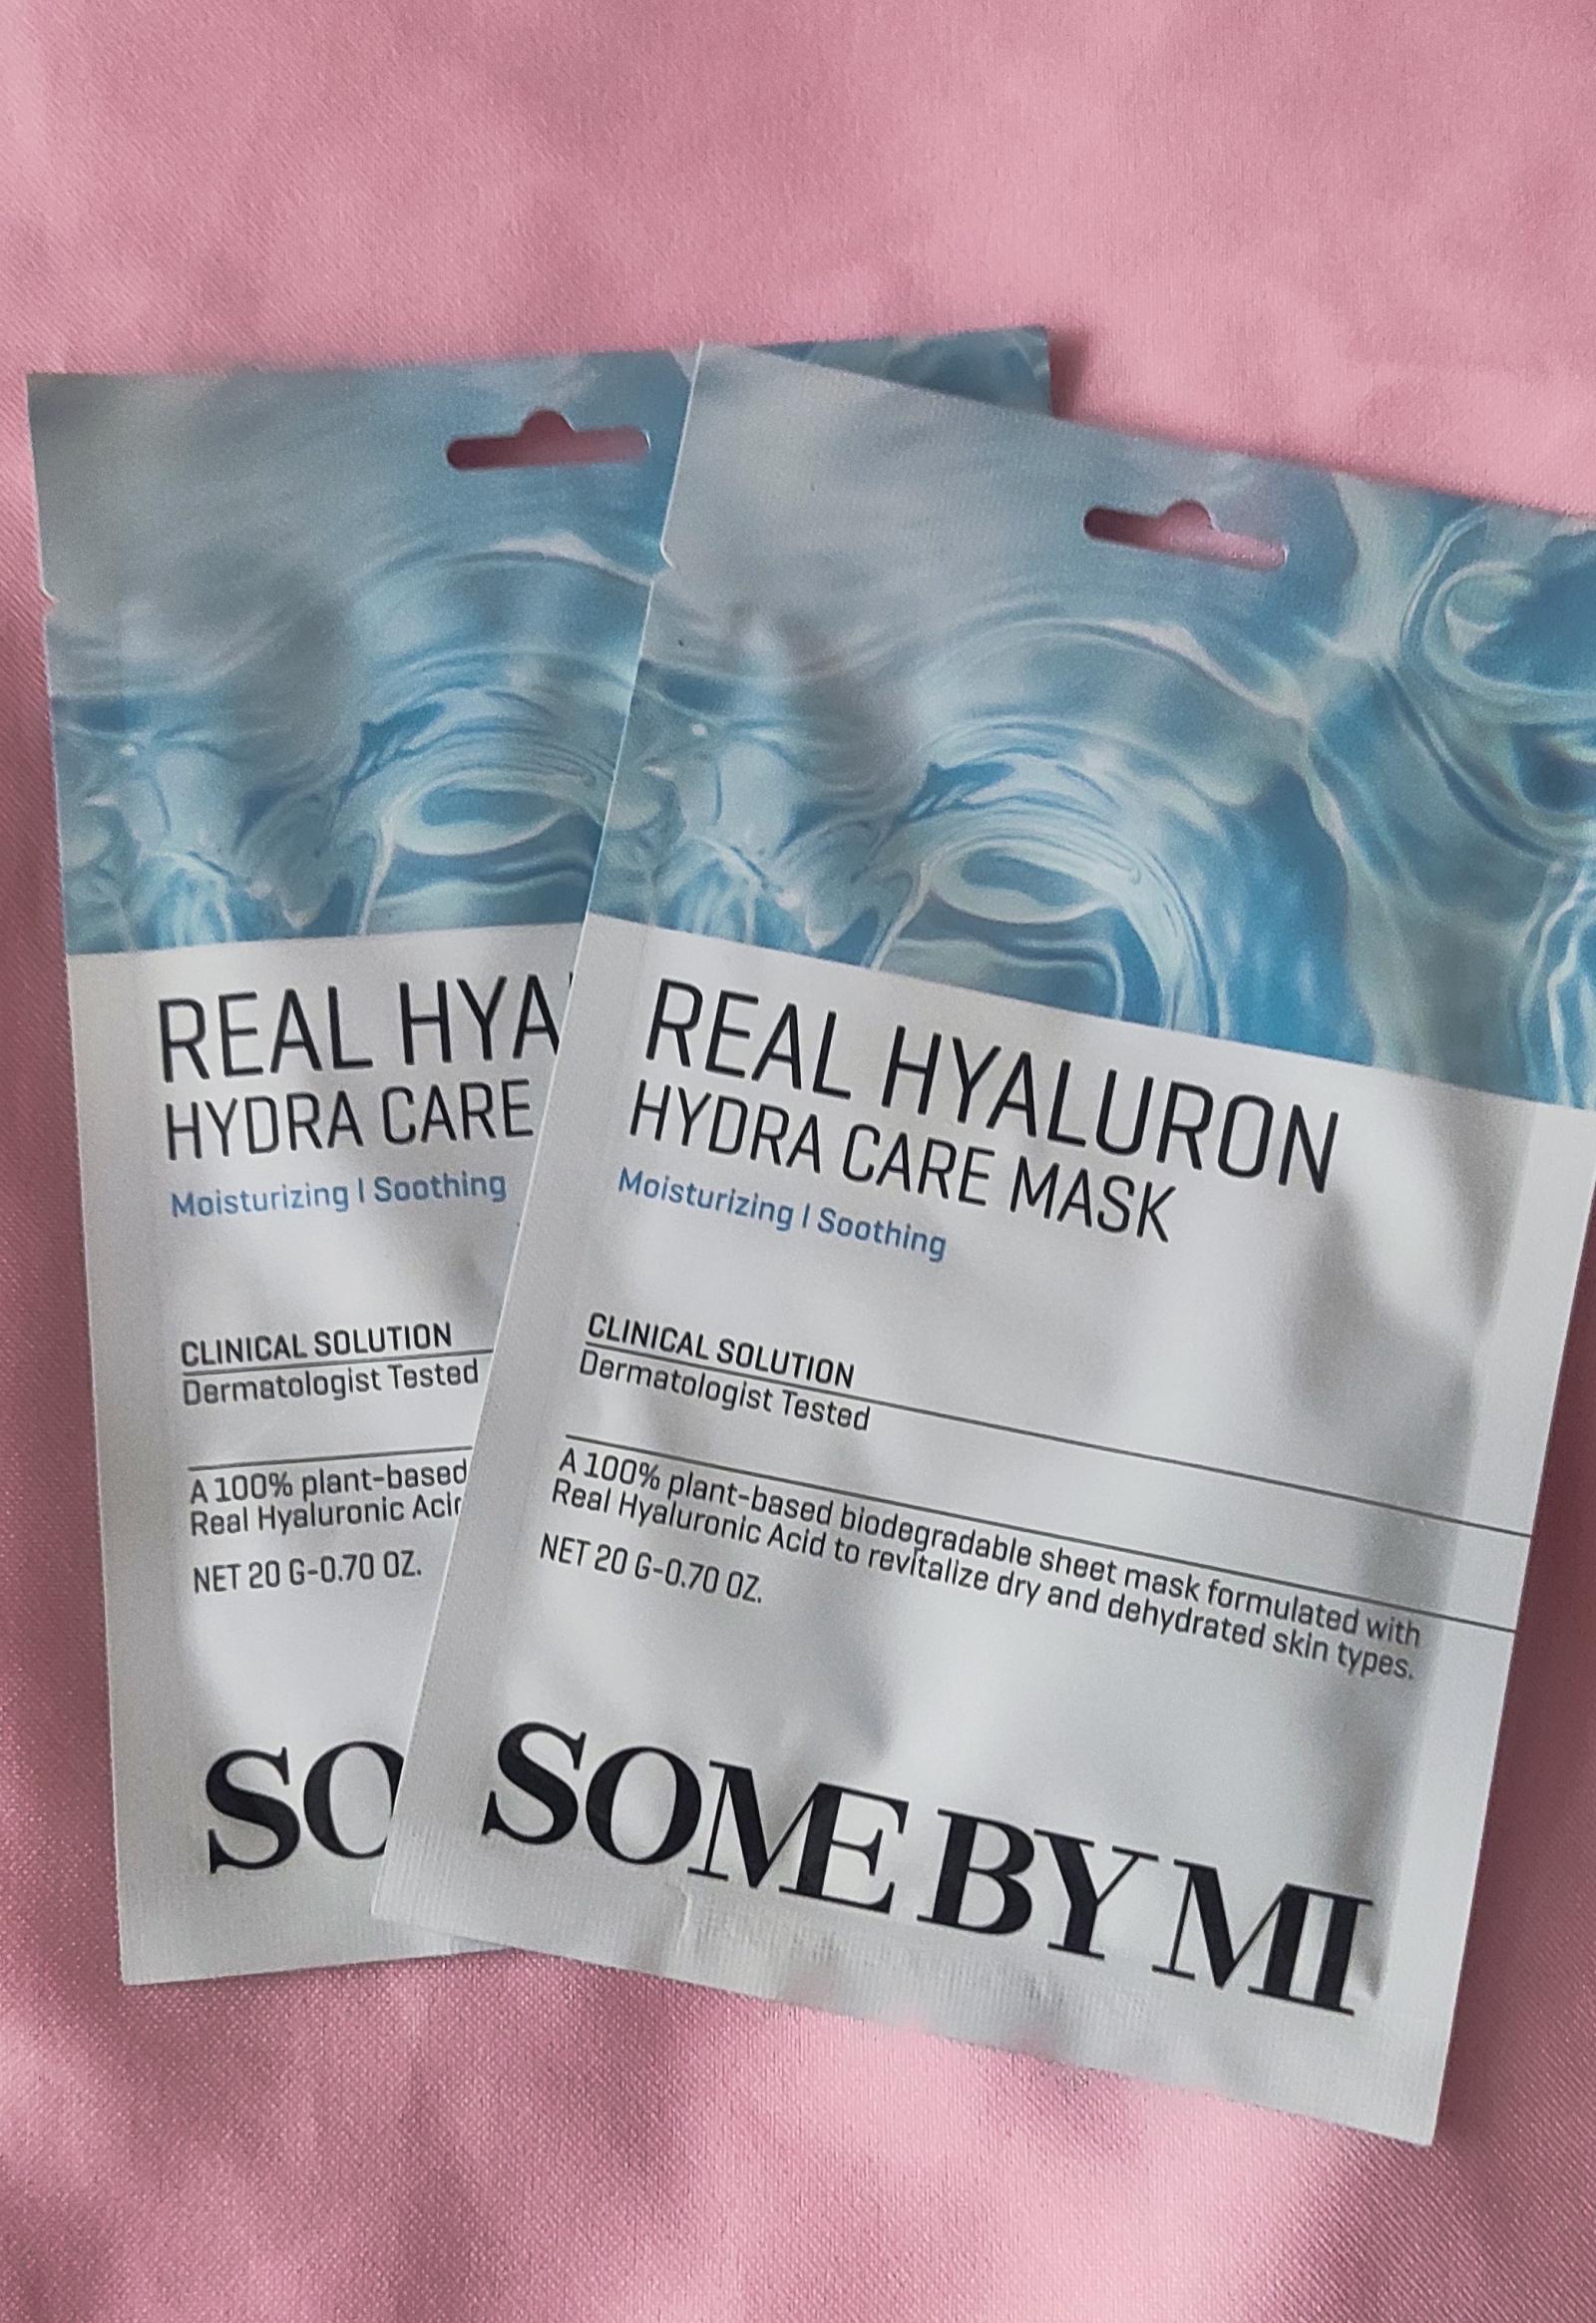 REAL HYA
HYDRA CARE
Moisturizing | Soothing
CLINICAL SOLUTION
Dermatologist Tested
A 100% plant-based
Real Hyaluronic
NET 20 G-0.70 OZ.
SO
REAL HYALURON
HYDRA CARE MASK
Moisturizing | Soothing
CLINICAL SOLUTION
Dermatologist Tested
A 100% plant-based biodegradable sheet mask formulated with
Real Hyaluronic Acid to revitalize dry and dehydrated skin types.
NET 20 G-0.70 OZ.
SOME BY MI